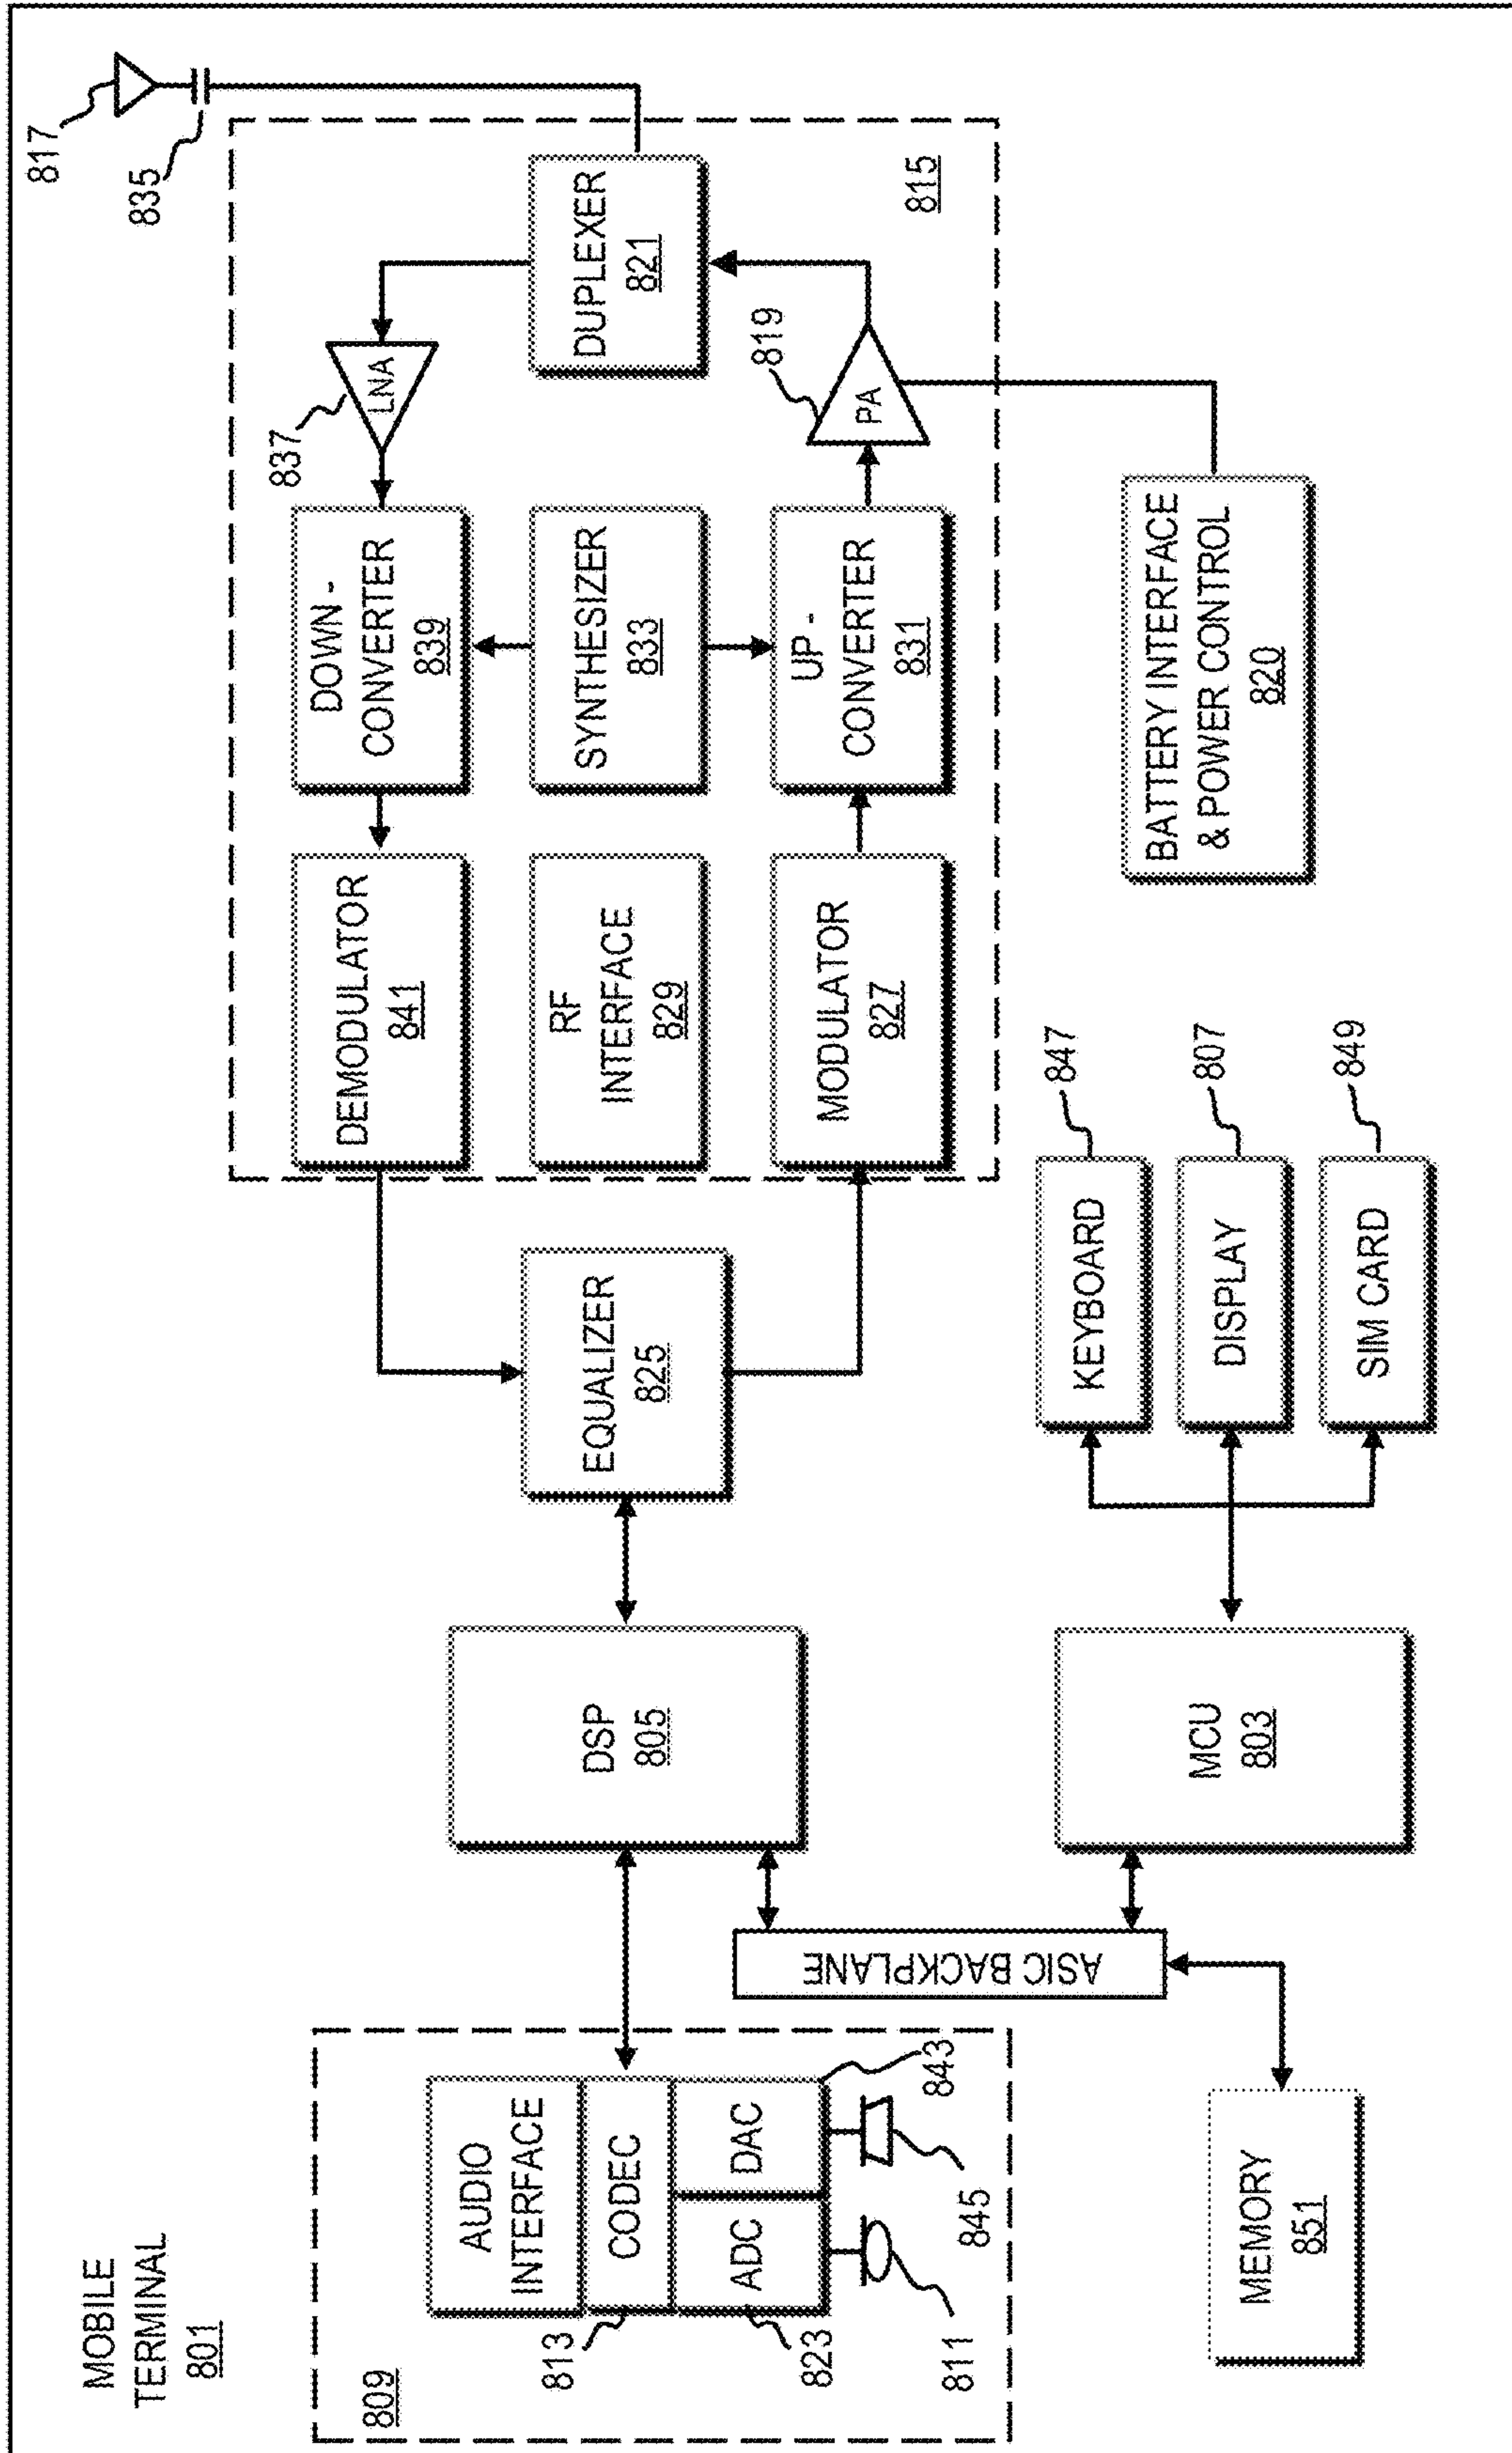 MOBILE
TERMINAL
801
809
AUDIO
INTERFACE
CODEC
ADC
DAC
813
823
811
845
843
ASIC BACKPLANE
MEMORY
851
DSP
805
MCU
803
EQUALIZER
825
KEYBOARD
847
DISPLAY
807
SIM CARD
849
DEMODULATOR
841
RF
INTERFACE
829
MODULATOR
827
DOWN -
CONVERTER
839
SYNTHESIZER
833
UP -
CONVERTER
831
LNA
837
PA
819
DUPLEXER
821
815
817
835
BATTERY INTERFACE
& POWER CONTROL
820